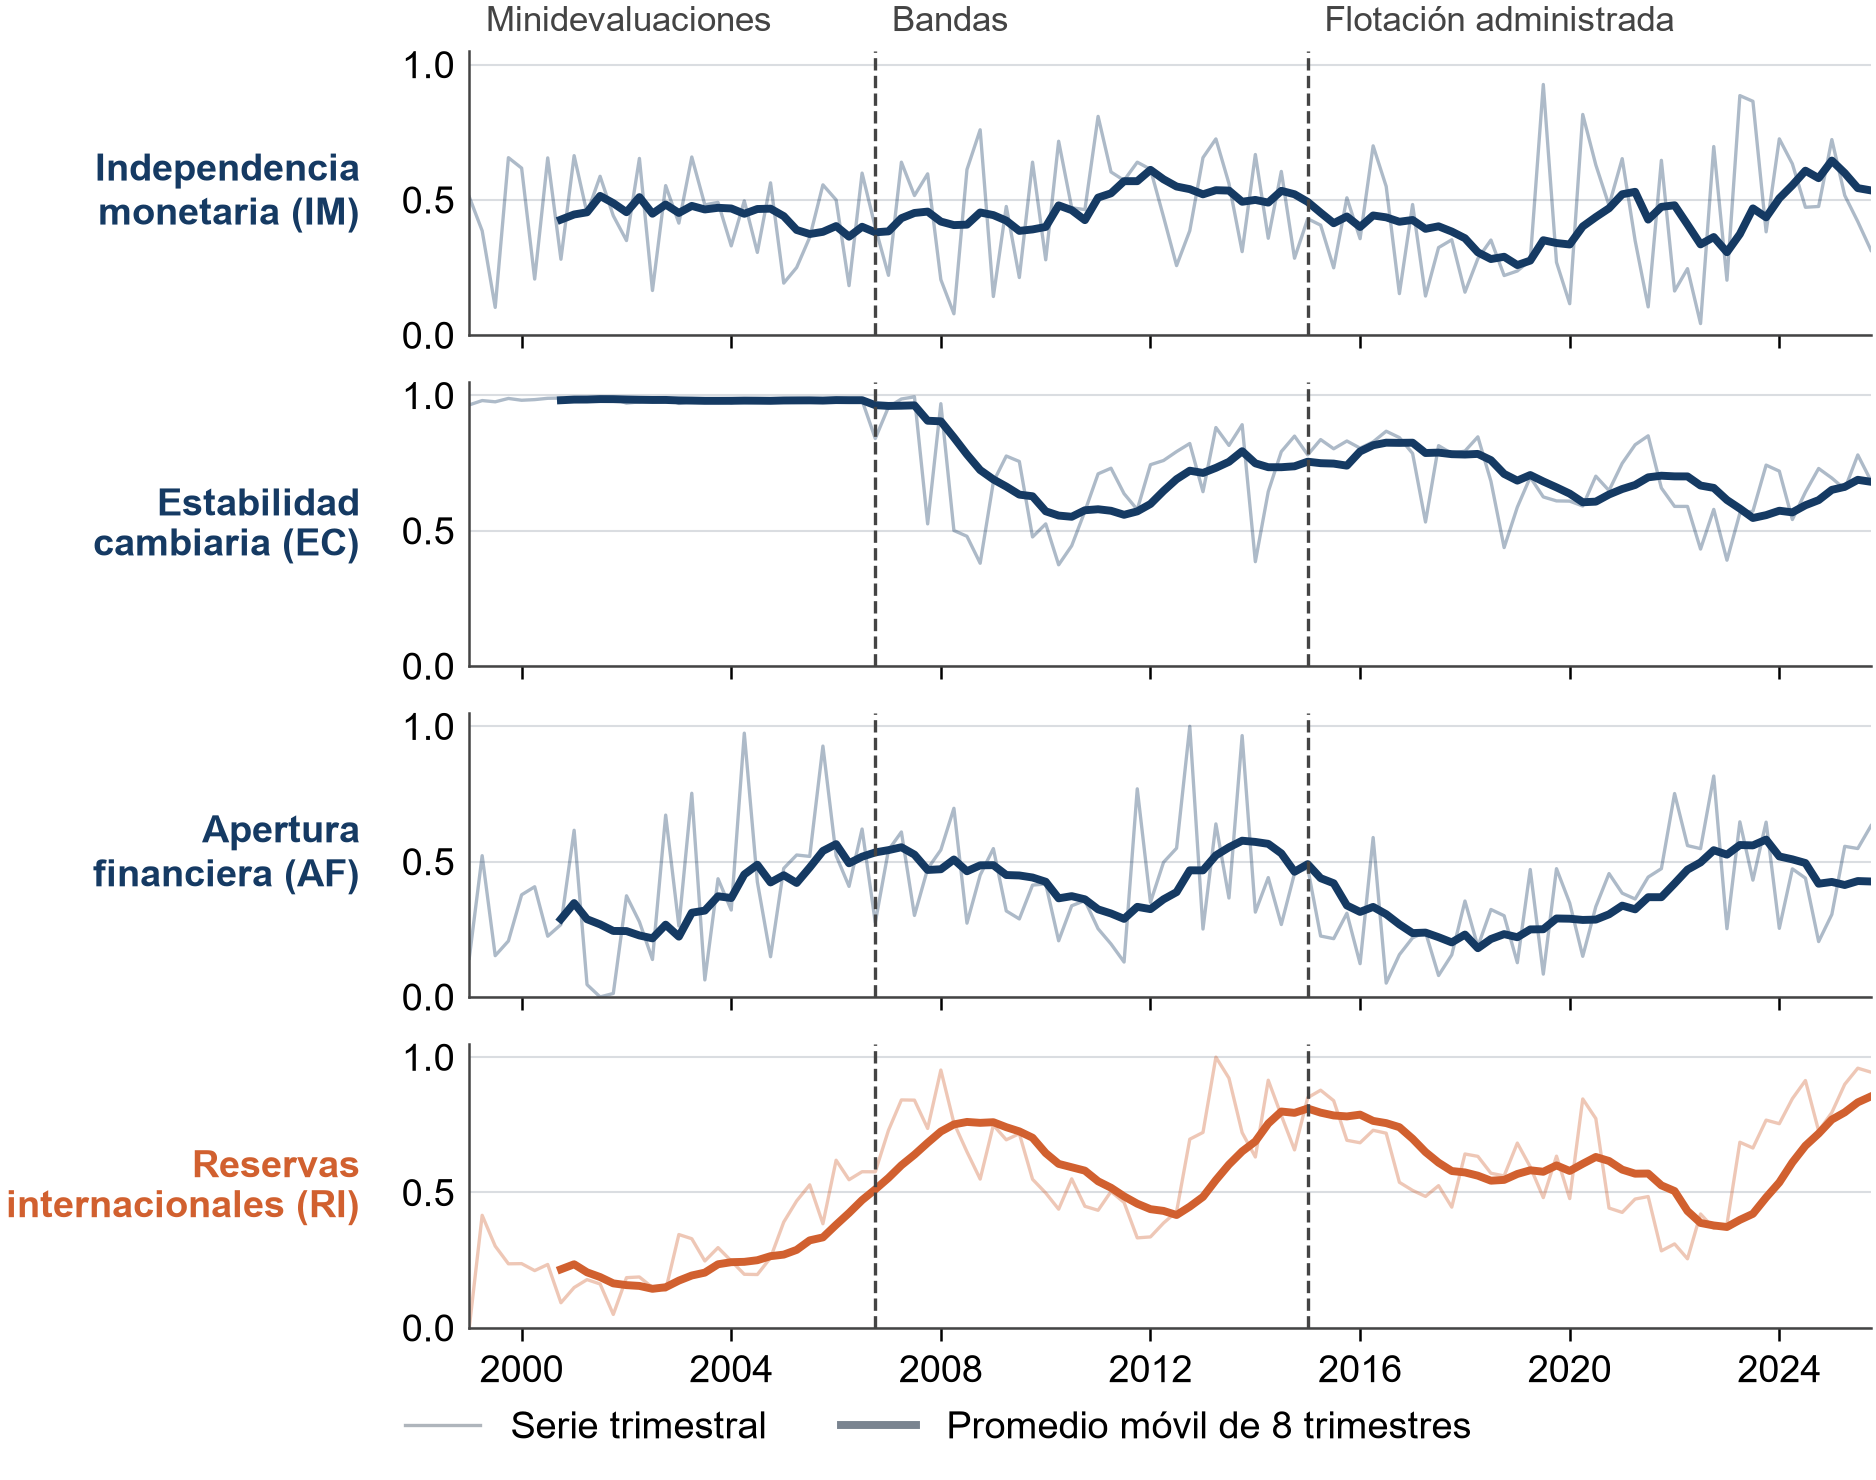 Minidevaluaciones Bandas Flotación administrada
1.0
Independencia
monetaria (IM)
0.5
0.0
1.0
Estabilidad
cambiaria (EC)
0.5
0.0
1.0
Apertura
financiera (AF)
0.5
0.0
1.0
Reservas
internacionales (RI)
0.5
0.0
2000 2004 2008 2012 2016 2020 2024
Serie trimestral Promedio móvil de 8 trimestres